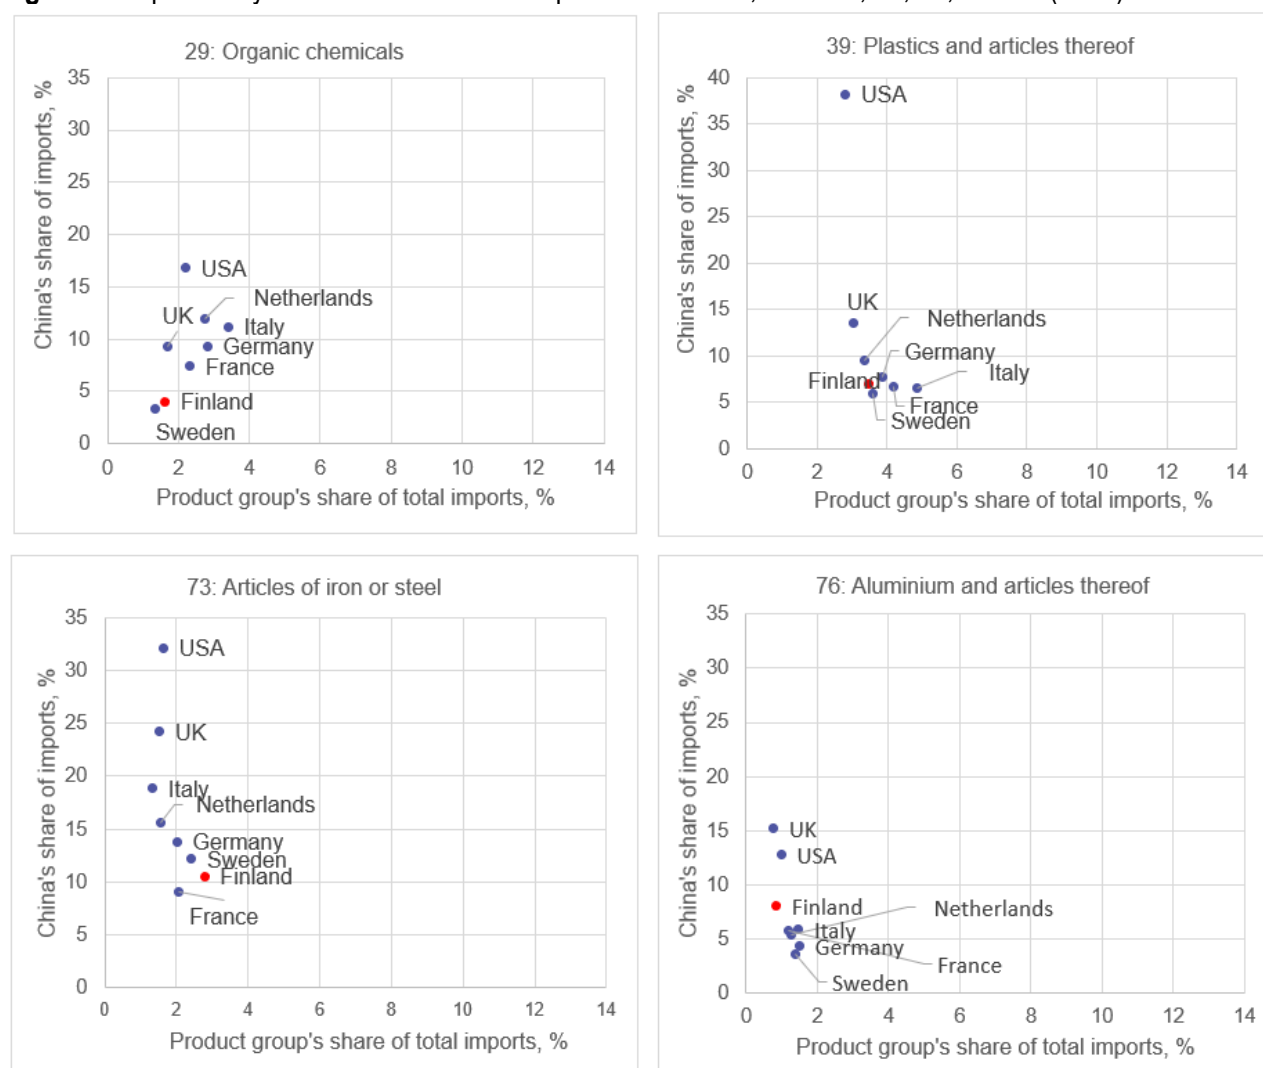 29: Organic chemicals
China's share of imports, %
35
30
25
20
15
10
5
0
USA
Netherlands
UK
Italy
Germany
France
Finland
Sweden
0 2 4 6 8 10 12 14
Product group's share of total imports, %
39: Plastics and articles thereof
China's share of imports, %
40
35
30
25
20
15
10
5
0
USA
UK
Netherlands
Germany
Italy
Finland
France
Sweden
0 2 4 6 8 10 12 14
Product group's share of total imports, %
73: Articles of iron or steel
China's share of imports, %
35
30
25
20
15
10
5
0
USA
UK
Italy
Netherlands
Germany
Sweden
Finland
France
0 2 4 6 8 10 12 14
Product group's share of total imports, %
76: Aluminium and articles thereof
China's share of imports, %
35
30
25
20
15
10
5
0
UK
USA
Finland
Netherlands
Italy
Germany
France
Sweden
0 2 4 6 8 10 12 14
Product group's share of total imports, %